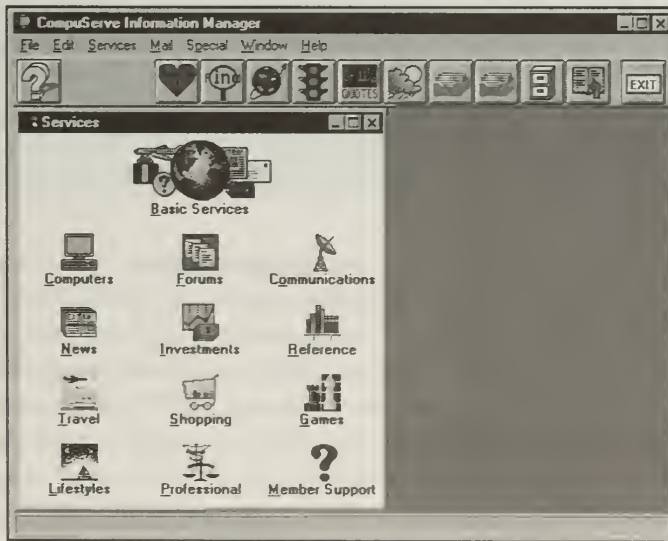 CompuServe Information Manager
File Edit Services Mail Special Window Help
QUOTES
EXIT
Services
Basic Services
Computers Forums Communications
News Investments Reference
Travel Shopping Games
Lifestyles Professional Member Support